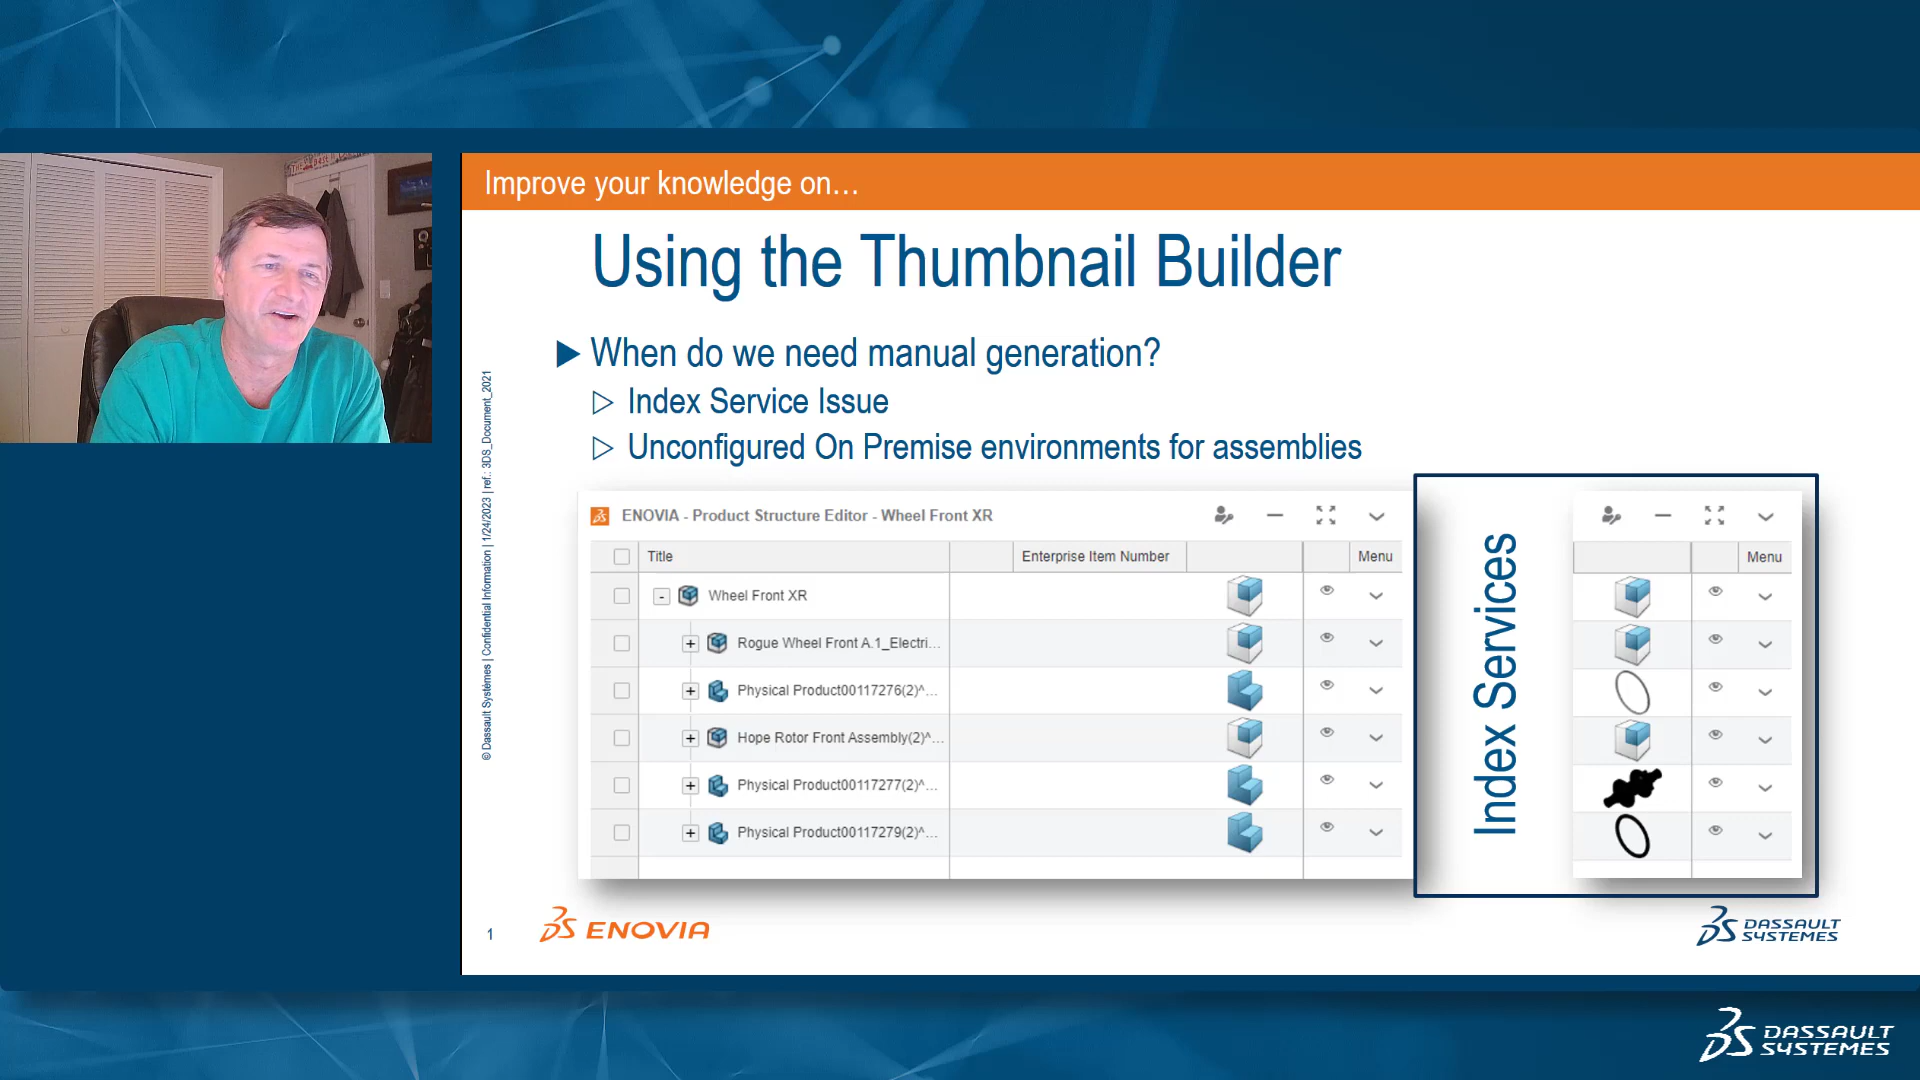 Improve your knowledge on...
Using the Thumbnail Builder
When do we need manual generation?
Index Service Issue
Unconfigured On Premise environments for assemblies
© Dassault Systèmes | Confidential Information | 1/24/2023 | ref.: 3DS_Document_2021
ENOVIA - Product Structure Editor - Wheel Front XR
Title Enterprise Item Number Menu
Wheel Front XR
Rogue Wheel Front A.1_Electri...
Physical Product00117276(2)^...
Hope Rotor Front Assembly(2)^...
Physical Product00117277(2)^...
Physical Product00117279(2)^...
Index Services
Menu
1
ENOVIA
DASSAULT
SYSTEMES
DASSAULT
SYSTEMES